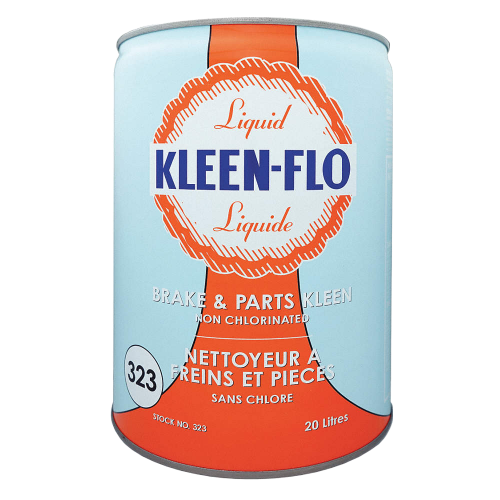 Liquid
KLEEN-FLO
Liquide
BRAKE & PARTS KLEEN
NON CHLORINATED
NETTOYEUR À
FREINS ET PIÈCES
SANS CHLORE
323
STOCK NO. 323
20 Litres